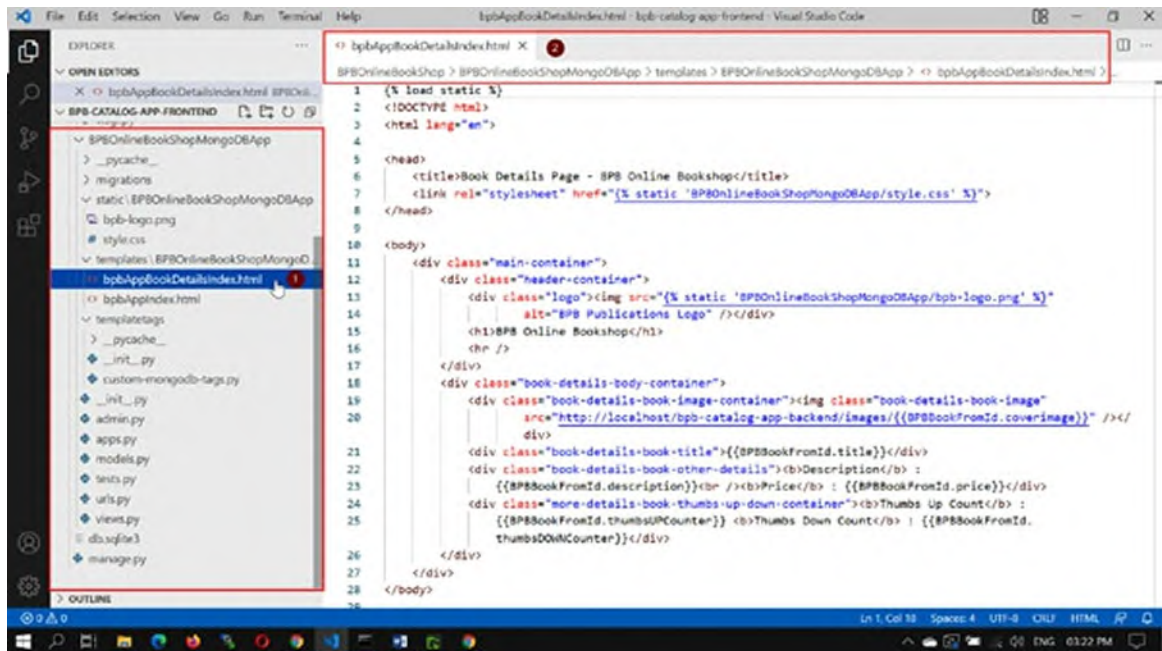 File Edit Selection View Go Run Terminal Help
bpbAppBookDetailsIndex.html - bpb-catalog-app-frontend - Visual Studio Code
EXPLORER
OPEN EDITORS
bpbAppBookDetailsIndex.html BPBOnli...
BPB-CATALOG-APP-FRONTEND
BPBOnlineBookShopMongoDBApp
__pycache__
migrations
static \ BPBOnlineBookShopMongoDBApp
bpb-logo.png
# style.css
templates \ BPBOnlineBookShopMongoD...
<> bpbAppBookDetailsIndex.html 1
<> bpbAppIndex.html
templatetags
> __pycache__
__init__.py
custom-mongodb-tags.py
__init__.py
admin.py
apps.py
models.py
tests.py
urls.py
views.py
db.sqlite3
manage.py
> OUTLINE
<> bpbAppBookDetailsIndex.html X 2
BPBOnlineBookShop > BPBOnlineBookShopMongoDBApp > templates > BPBOnlineBookShopMongoDBApp > <> bpbAppBookDetailsIndex.html > ...
1 {% load static %}
2 <!DOCTYPE html>
3 <html lang="en">
4
5 <head>
6 <title>Book Details Page - BPB Online Bookshop</title>
7 <link rel="stylesheet" href="{% static 'BPBOnlineBookShopMongoDBApp/style.css' %}">
8 </head>
9
10 <body>
11 <div class="main-container">
12 <div class="header-container">
13 <div class="logo"><img src="{% static 'BPBOnlineBookShopMongoDBApp/bpb-logo.png' %}"
14 alt="BPB Publications Logo" /></div>
15 <h1>BPB Online Bookshop</h1>
16 <hr />
17 </div>
18 <div class="book-details-body-container">
19 <div class="book-details-book-image-container"><img class="book-details-book-image"
20 src="http://localhost/bpb-catalog-app-backend/images/{{BPBBookFromId.coverimage}}" /></
div>
21 <div class="book-details-book-title">{{BPBBookFromId.title}}</div>
22 <div class="book-details-book-other-details"><b>Description</b> :
23 {{BPBBookFromId.description}}<br /><b>Price</b> : {{BPBBookFromId.price}}</div>
24 <div class="more-details-book-thumbs-up-down-container"><b>Thumbs Up Count</b> :
25 {{BPBBookFromId.thumbsUPCounter}} <b>Thumbs Down Count</b> : {{BPBBookFromId.
thumbsDOWNCounter}}</div>
26 </div>
27 </div>
28 </body>
29
0 0
Ln 1, Col 18 Spaces: 4 UTF-8 CRLF HTML
ENG 03:22 PM